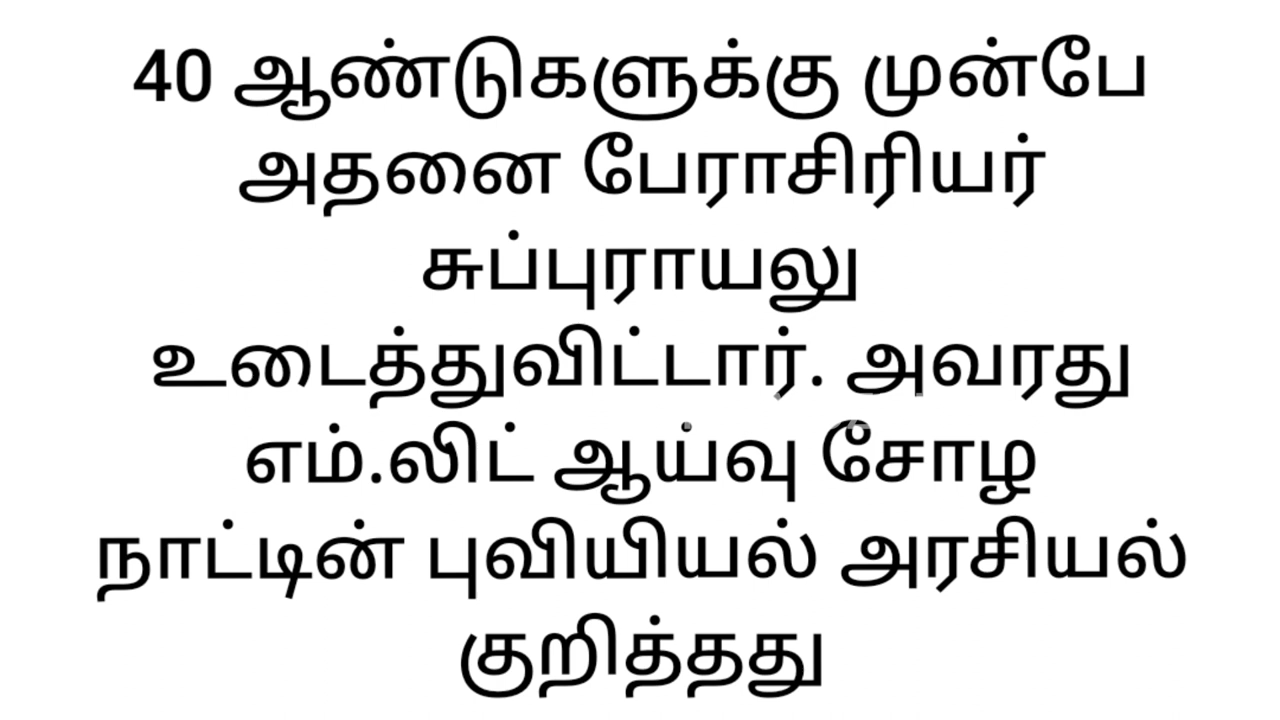 40 ஆண்டுகளுக்கு முன்பே
அதனை பேராசிரியர்
சுப்புராயலு
உடைத்துவிட்டார். அவரது
எம்.லிட் ஆய்வு சோழ
நாட்டின் புவியியல் அரசியல்
குறித்தது